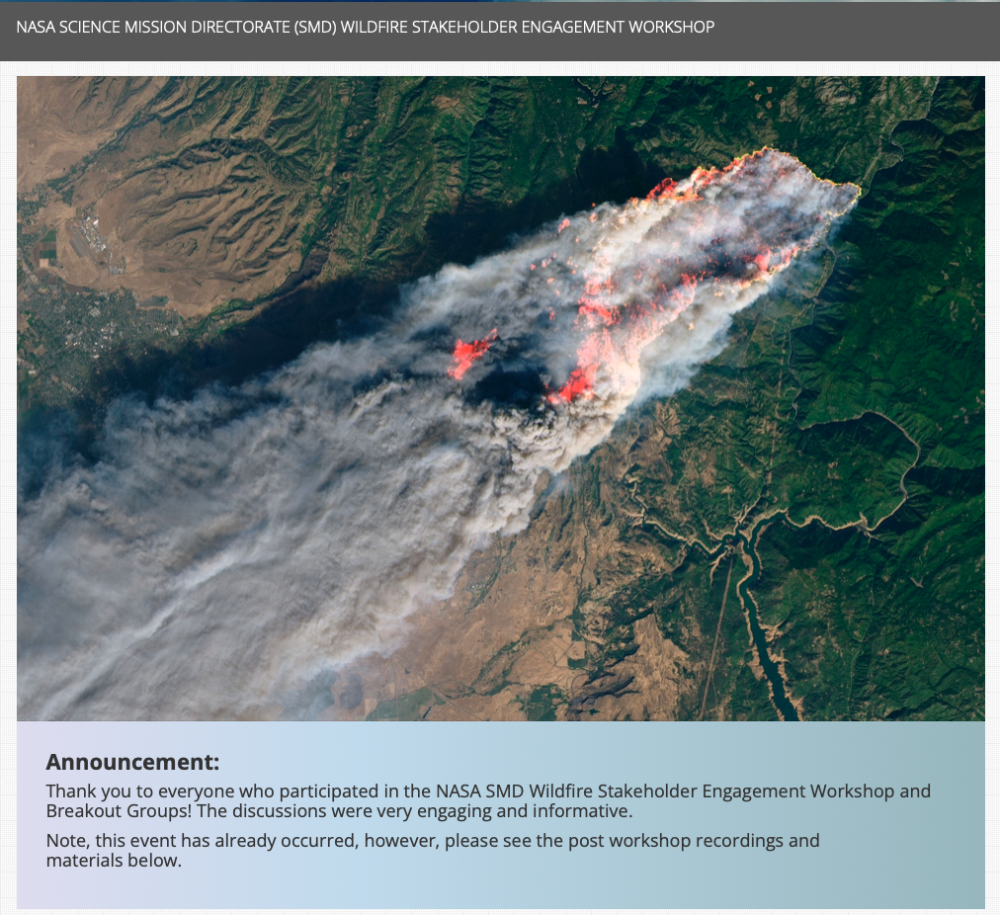 NASA SCIENCE MISSION DIRECTORATE (SMD) WILDFIRE STAKEHOLDER ENGAGEMENT WORKSHOP
Announcement:
Thank you to everyone who participated in the NASA SMD Wildfire Stakeholder Engagement Workshop and
Breakout Groups! The discussions were very engaging and informative.
Note, this event has already occurred, however, please see the post workshop recordings and
materials below.